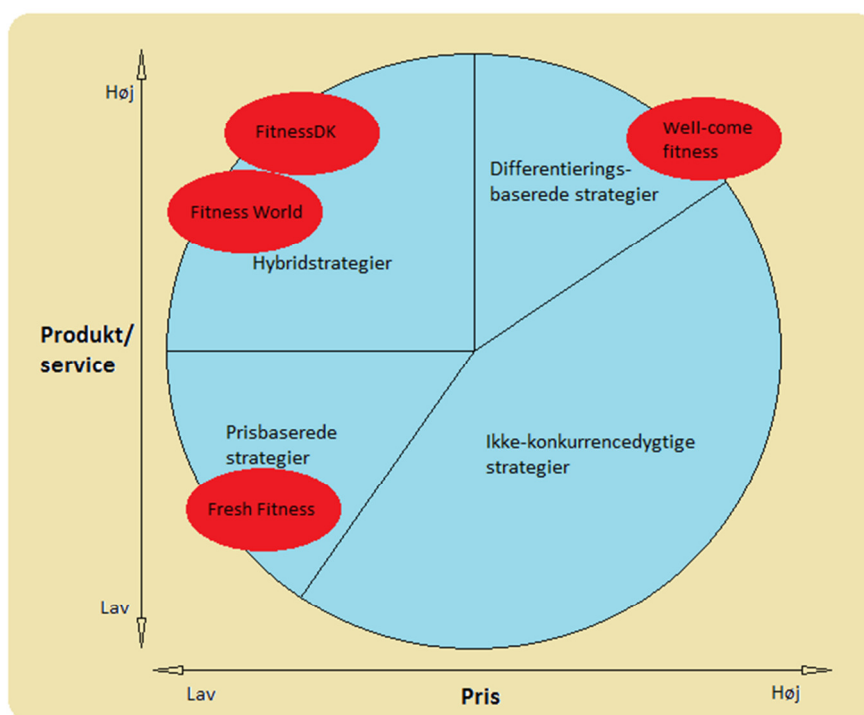 Høj
FitnessDK
Well-come
fitness
Differentierings-
baserede strategier
Fitness World
Hybridstrategier
Produkt/
service
Prisbaserede
strategier
Ikke-konkurrencedygtige
strategier
Fresh Fitness
Lav
Lav
Pris
Høj